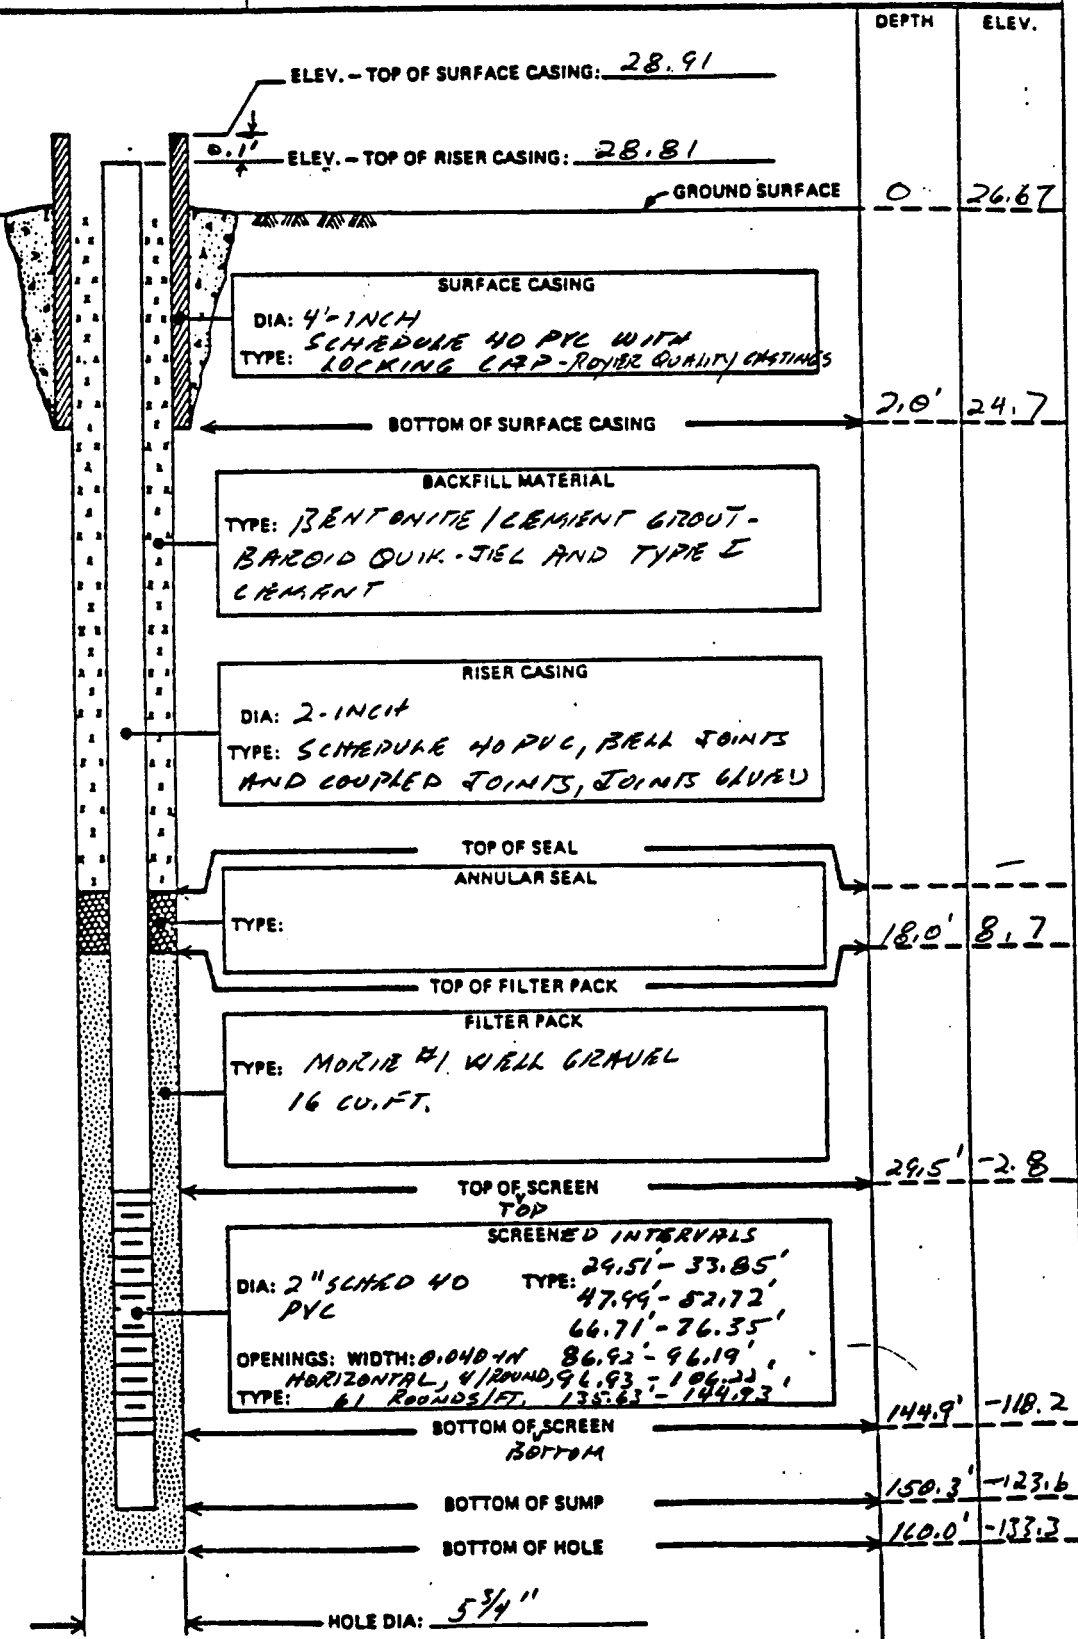 DEPTH ELEV.
ELEV. - TOP OF SURFACE CASING: 28.91
0.1'
ELEV. - TOP OF RISER CASING: 28.81
GROUND SURFACE 0 26.67
SURFACE CASING
DIA: 4'-INCH
SCHEDULE 40 PVC WITH
TYPE: LOCKING CAP-ROYER QUALITY CASTINGS
2.0' 24.7
BOTTOM OF SURFACE CASING
BACKFILL MATERIAL
TYPE: BENTONITE / CEMENT GROUT-
BAROID QUIK-JEL AND TYPE I
CEMENT
RISER CASING
DIA: 2-INCH
TYPE: SCHEDULE 40 PVC, BELL JOINTS
AND COUPLED JOINTS, JOINTS GLUED
TOP OF SEAL
ANNULAR SEAL
TYPE:
18.0' 8.7
TOP OF FILTER PACK
FILTER PACK
TYPE: MORIE #1 WELL GRAVEL
16 CU.FT.
29.5' -2.8
TOP OF SCREEN
TOP
SCREENED INTERVALS
29.51'- 33.85'
DIA: 2" SCHED 40 TYPE:
PVC 47.99'- 52.72'
66.71'- 76.35'
OPENINGS: WIDTH: 0.040-IN 86.92'- 96.19'
HORIZONTAL, 4/ROUND, 96.93 - 106.22'
TYPE: 61 ROUNDS/FT. 135.63'- 144.93'
144.9' -118.2
BOTTOM OF SCREEN
BOTTOM
150.3' -123.6
BOTTOM OF SUMP
160.0' -133.3
BOTTOM OF HOLE
HOLE DIA: 5 3/4"